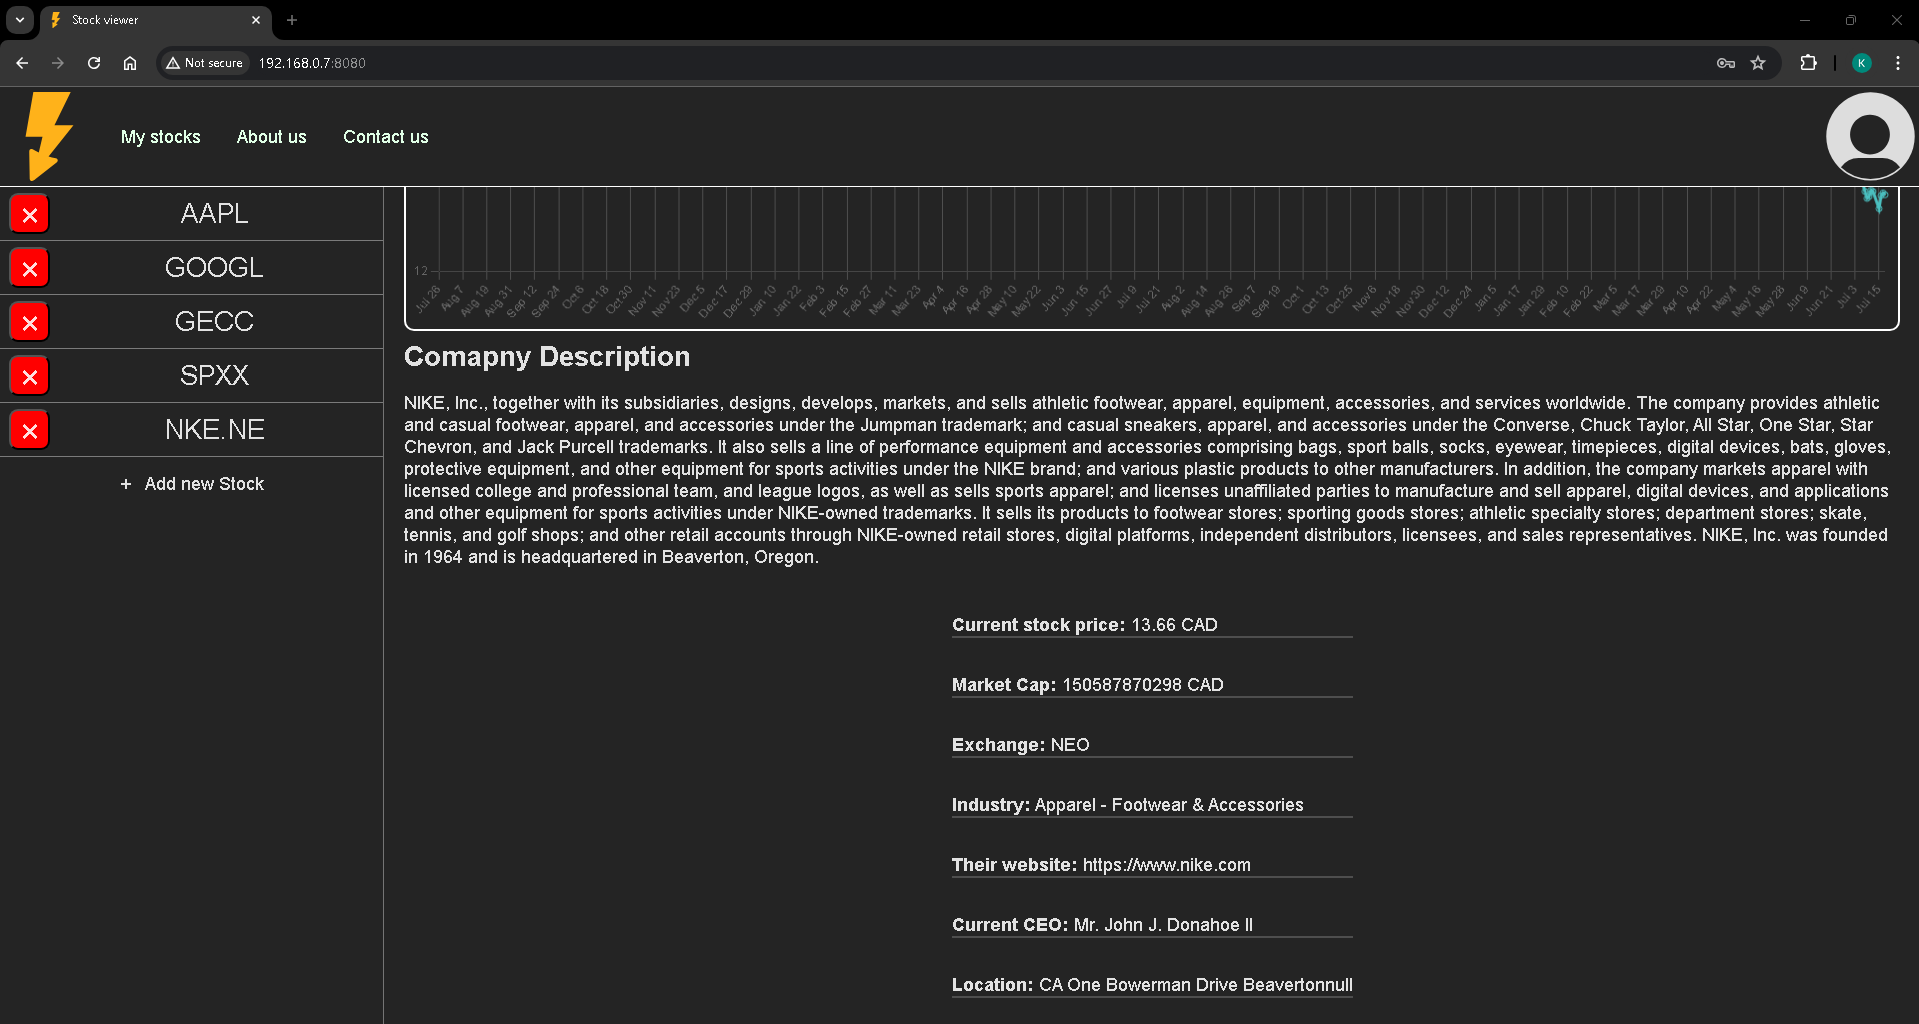 Stock viewer
Not secure
192.168.0.7:8080
K
My stocks
About us
Contact us
AAPL
GOOGL
GECC
SPXX
NKE.NE
+ Add new Stock
12
Jul 26 Aug 7 Aug 19 Aug 31 Sep 12 Sep 24 Oct 6 Oct 18 Oct 30 Nov 11 Nov 23 Dec 5 Dec 17 Dec 29 Jan 10 Jan 22 Feb 3 Feb 15 Feb 27 Mar 11 Mar 23 Apr 4 Apr 16 Apr 28 May 10 May 22 Jun 3 Jun 15 Jun 27 Jul 9 Jul 21 Aug 2 Aug 14 Aug 26 Sep 7 Sep 19 Oct 1 Oct 13 Oct 25 Nov 6 Nov 18 Nov 30 Dec 12 Dec 24 Jan 5 Jan 17 Jan 29 Feb 10 Feb 22 Mar 5 Mar 17 Mar 29 Apr 10 Apr 22 May 4 May 16 May 28 Jun 9 Jun 21 Jul 3 Jul 15
Comapny Description
NIKE, Inc., together with its subsidiaries, designs, develops, markets, and sells athletic footwear, apparel, equipment, accessories, and services worldwide. The company provides athletic
and casual footwear, apparel, and accessories under the Jumpman trademark; and casual sneakers, apparel, and accessories under the Converse, Chuck Taylor, All Star, One Star, Star
Chevron, and Jack Purcell trademarks. It also sells a line of performance equipment and accessories comprising bags, sport balls, socks, eyewear, timepieces, digital devices, bats, gloves,
protective equipment, and other equipment for sports activities under the NIKE brand; and various plastic products to other manufacturers. In addition, the company markets apparel with
licensed college and professional team, and league logos, as well as sells sports apparel; and licenses unaffiliated parties to manufacture and sell apparel, digital devices, and applications
and other equipment for sports activities under NIKE-owned trademarks. It sells its products to footwear stores; sporting goods stores; athletic specialty stores; department stores; skate,
tennis, and golf shops; and other retail accounts through NIKE-owned retail stores, digital platforms, independent distributors, licensees, and sales representatives. NIKE, Inc. was founded
in 1964 and is headquartered in Beaverton, Oregon.
Current stock price: 13.66 CAD
Market Cap: 150587870298 CAD
Exchange: NEO
Industry: Apparel - Footwear & Accessories
Their website: https://www.nike.com
Current CEO: Mr. John J. Donahoe II
Location: CA One Bowerman Drive Beavertonnull